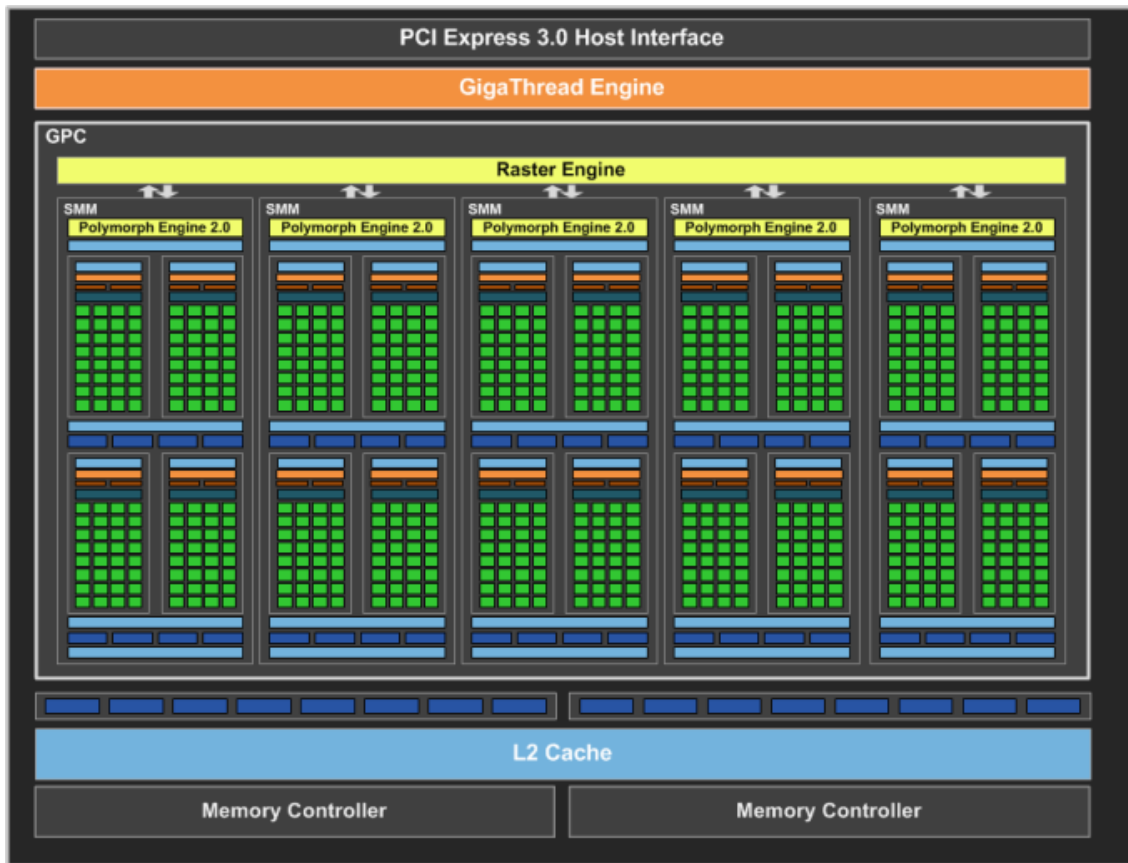 PCI Express 3.0 Host Interface
GigaThread Engine
GPC
Raster Engine
SMM SMM SMM SMM SMM
Polymorph Engine 2.0 Polymorph Engine 2.0 Polymorph Engine 2.0 Polymorph Engine 2.0 Polymorph Engine 2.0
L2 Cache
Memory Controller Memory Controller